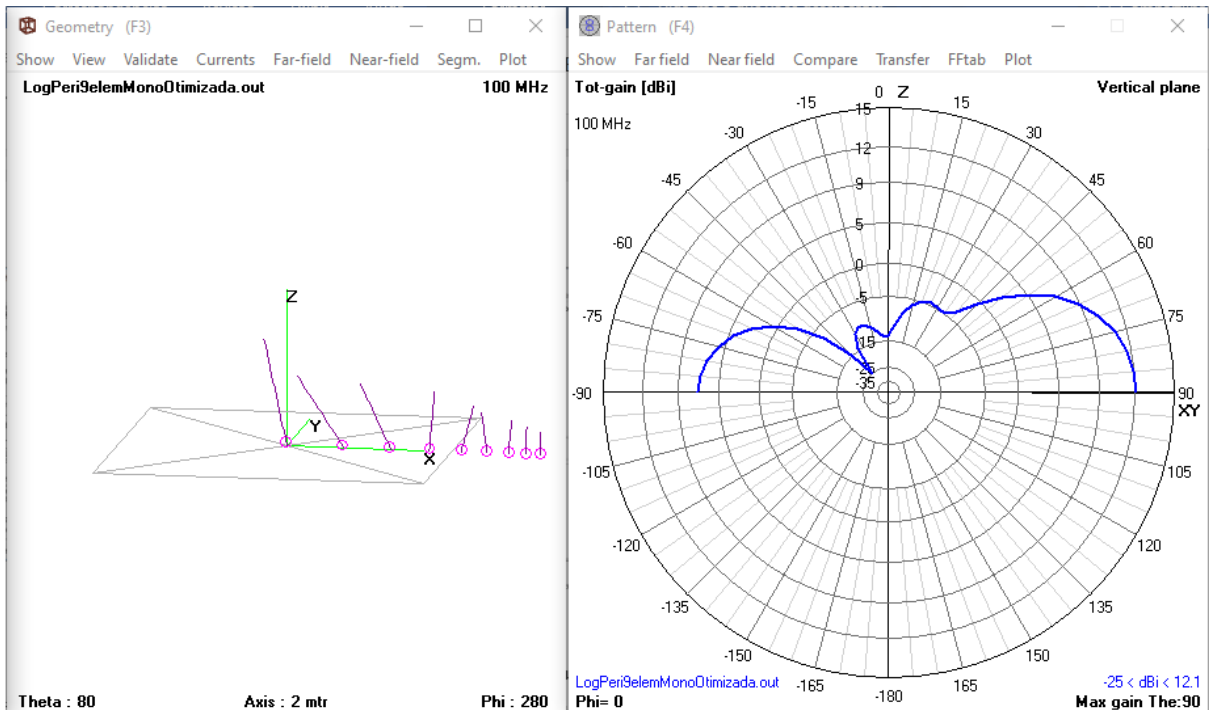 Geometry (F3)
Show View Validate Currents Far-field Near-field Segm. Plot
LogPeri9elemMonoOtimizada.out 100 MHz
Z
Y
X
Theta : 80 Axis : 2 mtr Phi : 280
Pattern (F4)
Show Far field Near field Compare Transfer FFtab Plot
Tot-gain [dBi] Vertical plane
100 MHz
0 Z
-15 15
-30 30
-45 45
-60 60
-75 75
-90 90
XY
-105 105
-120 120
-135 135
-150 150
-165 165
-180
15
12
9
5
0
-5
-15
-25
-35
LogPeri9elemMonoOtimizada.out -25 < dBi < 12.1
Phi= 0 Max gain The:90